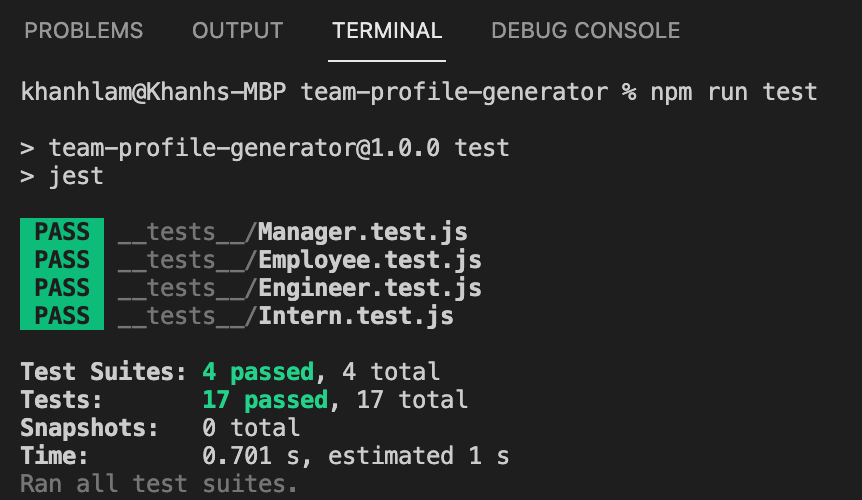 PROBLEMS OUTPUT TERMINAL DEBUG CONSOLE
khanhlam@Khanhs-MBP team-profile-generator % npm run test
> team-profile-generator@1.0.0 test
> jest
PASS __tests__/Manager.test.js
PASS __tests__/Employee.test.js
PASS __tests__/Engineer.test.js
PASS __tests__/Intern.test.js
Test Suites: 4 passed, 4 total
Tests: 17 passed, 17 total
Snapshots: 0 total
Time: 0.701 s, estimated 1 s
Ran all test suites.